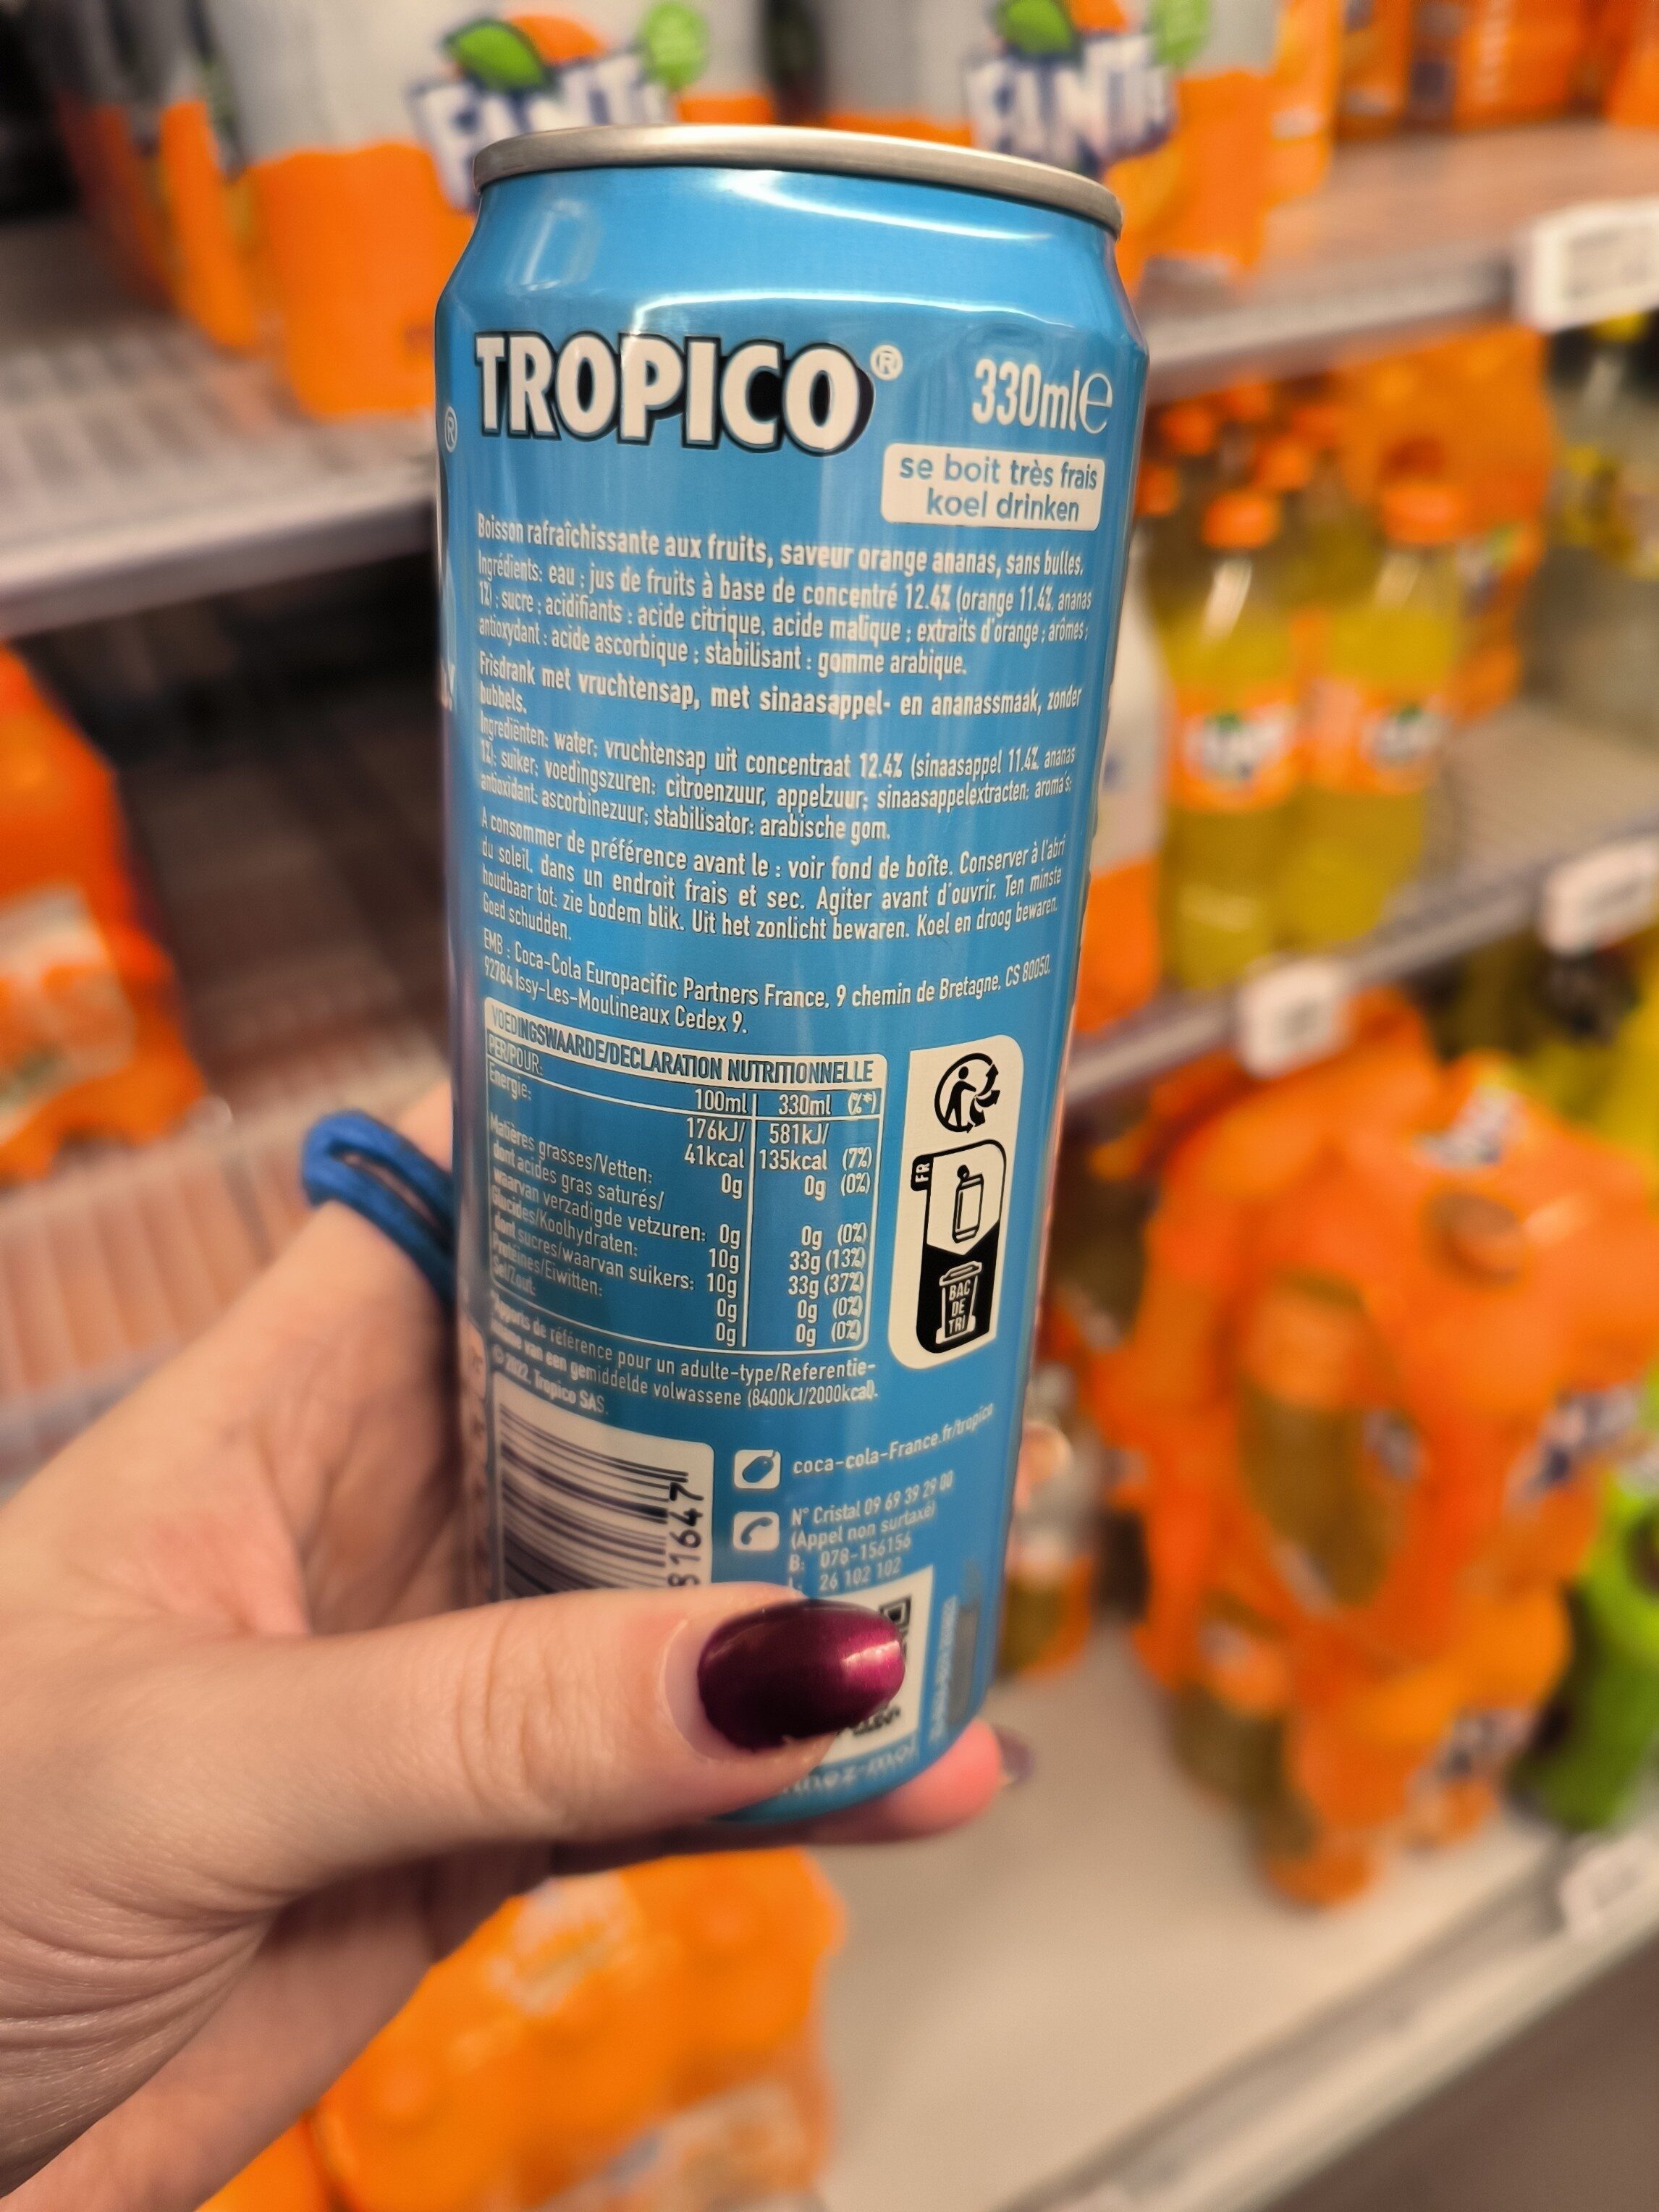 FANTA
FANTA
TROPICO®
330ml e
se boit très frais
koel drinken
Boisson rafraîchissante aux fruits, saveur orange ananas, sans bulles.
Ingrédients: eau ; jus de fruits à base de concentré 12.4% (orange 11.4%, ananas
1%) ; sucre ; acidifiants : acide citrique, acide malique ; extraits d'orange ; arômes ;
antioxydant : acide ascorbique ; stabilisant : gomme arabique.
Frisdrank met vruchtensap, met sinaasappel- en ananassmaak, zonder
bubbels.
Ingrediënten: water; vruchtensap uit concentraat 12.4% (sinaasappel 11.4%, ananas
1%); suiker; voedingszuren: citroenzuur, appelzuur; sinaasappelextracten; aroma's;
antioxidant: ascorbinezuur; stabilisator: arabische gom.
A consommer de préférence avant le : voir fond de boîte. Conserver à l'abri
du soleil, dans un endroit frais et sec. Agiter avant d'ouvrir. Ten minste
houdbaar tot: zie bodem blik. Uit het zonlicht bewaren. Koel en droog bewaren.
Goed schudden.
EMB : Coca-Cola Europacific Partners France, 9 chemin de Bretagne, CS 80050,
92784 Issy-Les-Moulineaux Cedex 9.
VOEDINGSWAARDE/DECLARATION NUTRITIONNELLE
PER/POUR: 100ml 330ml (%*)
Energie: 176kJ/ 581kJ/
41kcal 135kcal (7%)
Matières grasses/Vetten: 0g 0g (0%)
dont acides gras saturés/
waarvan verzadigde vetzuren: 0g 0g (0%)
Glucides/Koolhydraten: 10g 33g (13%)
dont sucres/waarvan suikers: 10g 33g (37%)
Protéines/Eiwitten: 0g 0g (0%)
Sel/Zout: 0g 0g (0%)
*Apports de référence pour un adulte-type/Referentie-
inname van een gemiddelde volwassene (8400kJ/2000kcal).
© 2022 Tropico SAS.
FR
BAC
DE
TRI
81647
coca-cola-France.fr/tropico
N° Cristal 09 69 39 29 00
(Appel non surtaxé)
B: 078-156156
L: 26 102 102